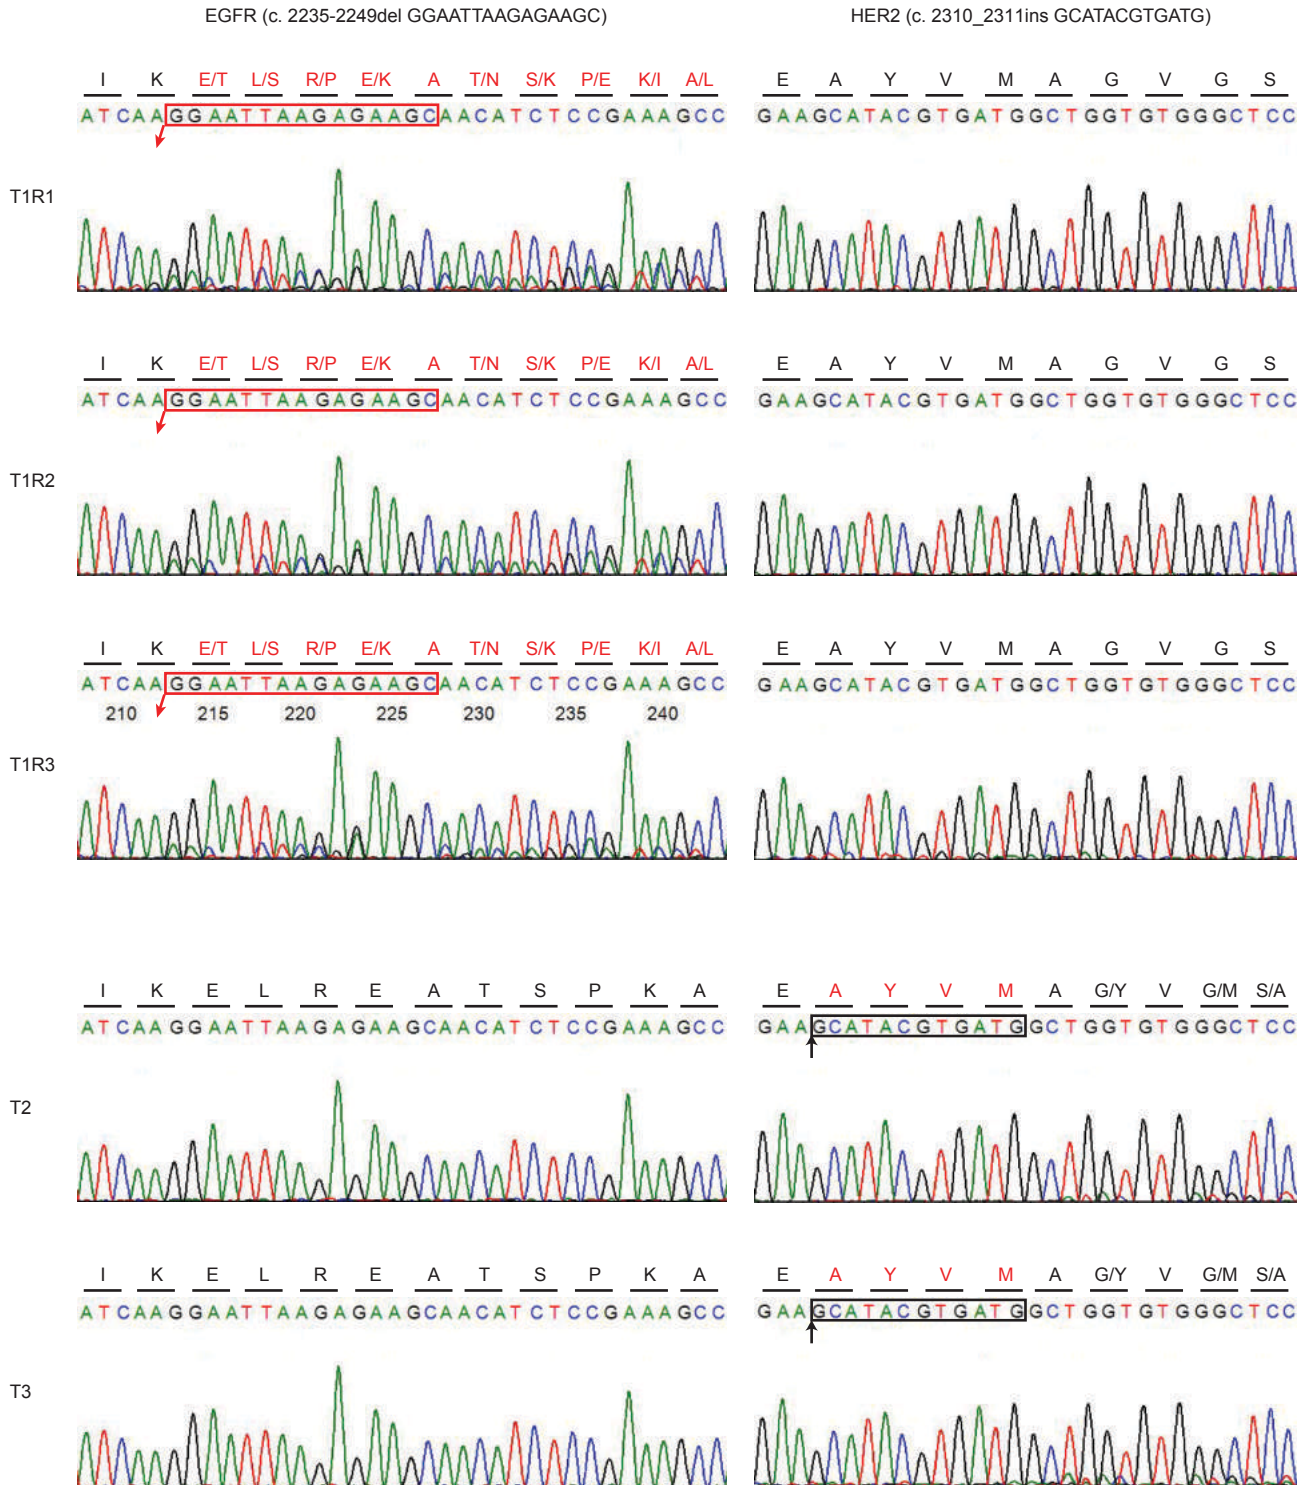 EGFR (c. 2235-2249del GGAATTAAGAGAAGC) HER2 (c. 2310_2311ins GCATACGTGATG)
I K E/T L/S R/P E/K A T/N S/K P/E K/I A/L E A Y V M A G V G S
ATCAAGGAATTAAGAGAAGCAACATCTCCGAAAGCC GAAGCATACGTGATGGCTGGTGTGGGCTCC
T1R1
I K E/T L/S R/P E/K A T/N S/K P/E K/I A/L E A Y V M A G V G S
ATCAAGGAATTAAGAGAAGCAACATCTCCGAAAGCC GAAGCATACGTGATGGCTGGTGTGGGCTCC
T1R2
I K E/T L/S R/P E/K A T/N S/K P/E K/I A/L E A Y V M A G V G S
ATCAAGGAATTAAGAGAAGCAACATCTCCGAAAGCC GAAGCATACGTGATGGCTGGTGTGGGCTCC
210 215 220 225 230 235 240
T1R3
I K E L R E A T S P K A E A Y V M A G/Y V G/M S/A
ATCAAGGAATTAAGAGAAGCAACATCTCCGAAAGCC GAAGCATACGTGATGGCTGGTGTGGGCTCC
T2
I K E L R E A T S P K A E A Y V M A G/Y V G/M S/A
ATCAAGGAATTAAGAGAAGCAACATCTCCGAAAGCC GAAGCATACGTGATGGCTGGTGTGGGCTCC
T3